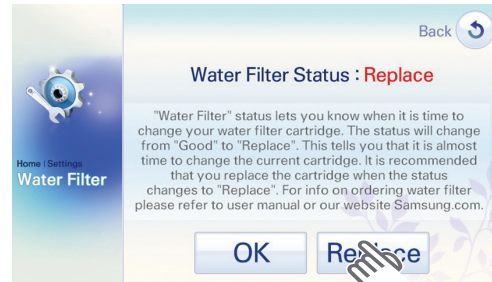 Back
Water Filter Status : Replace
"Water Filter" status lets you know when it is time to
change your water filter cartridge. The status will change
from "Good" to "Replace". This tells you that it is almost
time to change the current cartridge. It is recommended
that you replace the cartridge when the status
changes to "Replace". For info on ordering water filter
please refer to user manual or our website Samsung.com.
Home | Settings
Water Filter
OK
Replace